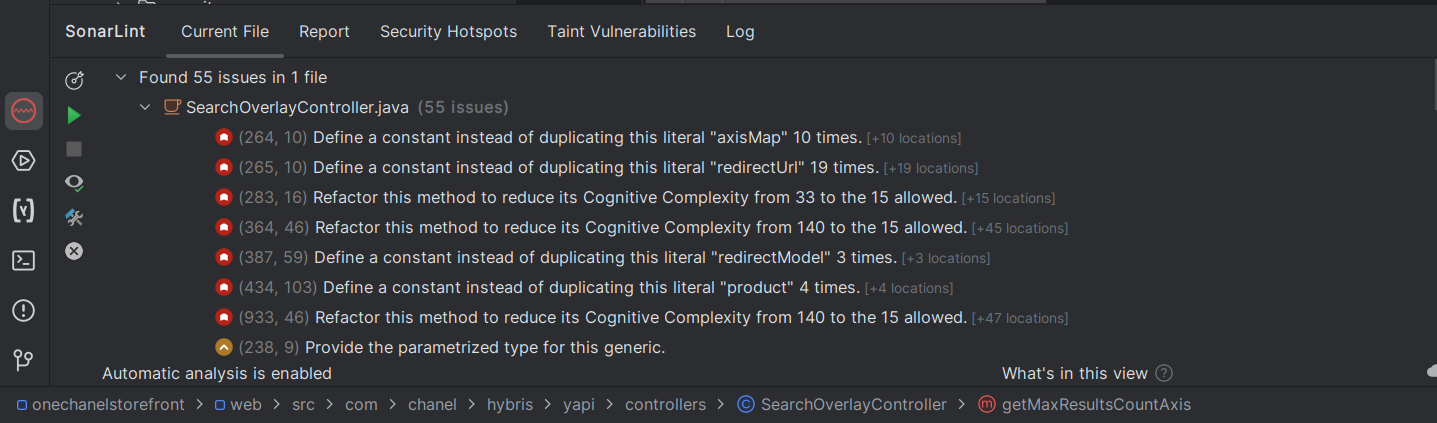 SonarLint Current File Report Security Hotspots Taint Vulnerabilities Log
Found 55 issues in 1 file
SearchOverlayController.java (55 issues)
(264, 10) Define a constant instead of duplicating this literal "axisMap" 10 times. [+10 locations]
(265, 10) Define a constant instead of duplicating this literal "redirectUrl" 19 times. [+19 locations]
(283, 16) Refactor this method to reduce its Cognitive Complexity from 33 to the 15 allowed. [+15 locations]
(364, 46) Refactor this method to reduce its Cognitive Complexity from 140 to the 15 allowed. [+45 locations]
(387, 59) Define a constant instead of duplicating this literal "redirectModel" 3 times. [+3 locations]
(434, 103) Define a constant instead of duplicating this literal "product" 4 times. [+4 locations]
(933, 46) Refactor this method to reduce its Cognitive Complexity from 140 to the 15 allowed. [+47 locations]
(238, 9) Provide the parametrized type for this generic.
Automatic analysis is enabled What's in this view ?
onechanelstorefront > web > src > com > chanel > hybris > yapi > controllers > SearchOverlayController > getMaxResultsCountAxis